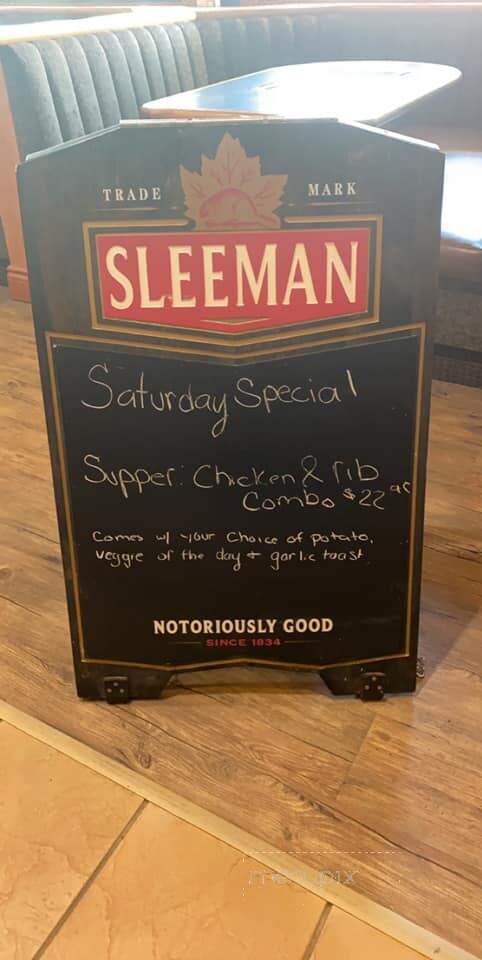 TRADE MARK
SLEEMAN
Saturday Special
Supper: Chicken & rib
Combo $22
Comes w/ your choice of potato,
veggie of the day + garlic toast
NOTORIOUSLY GOOD
SINCE 1834
menupix